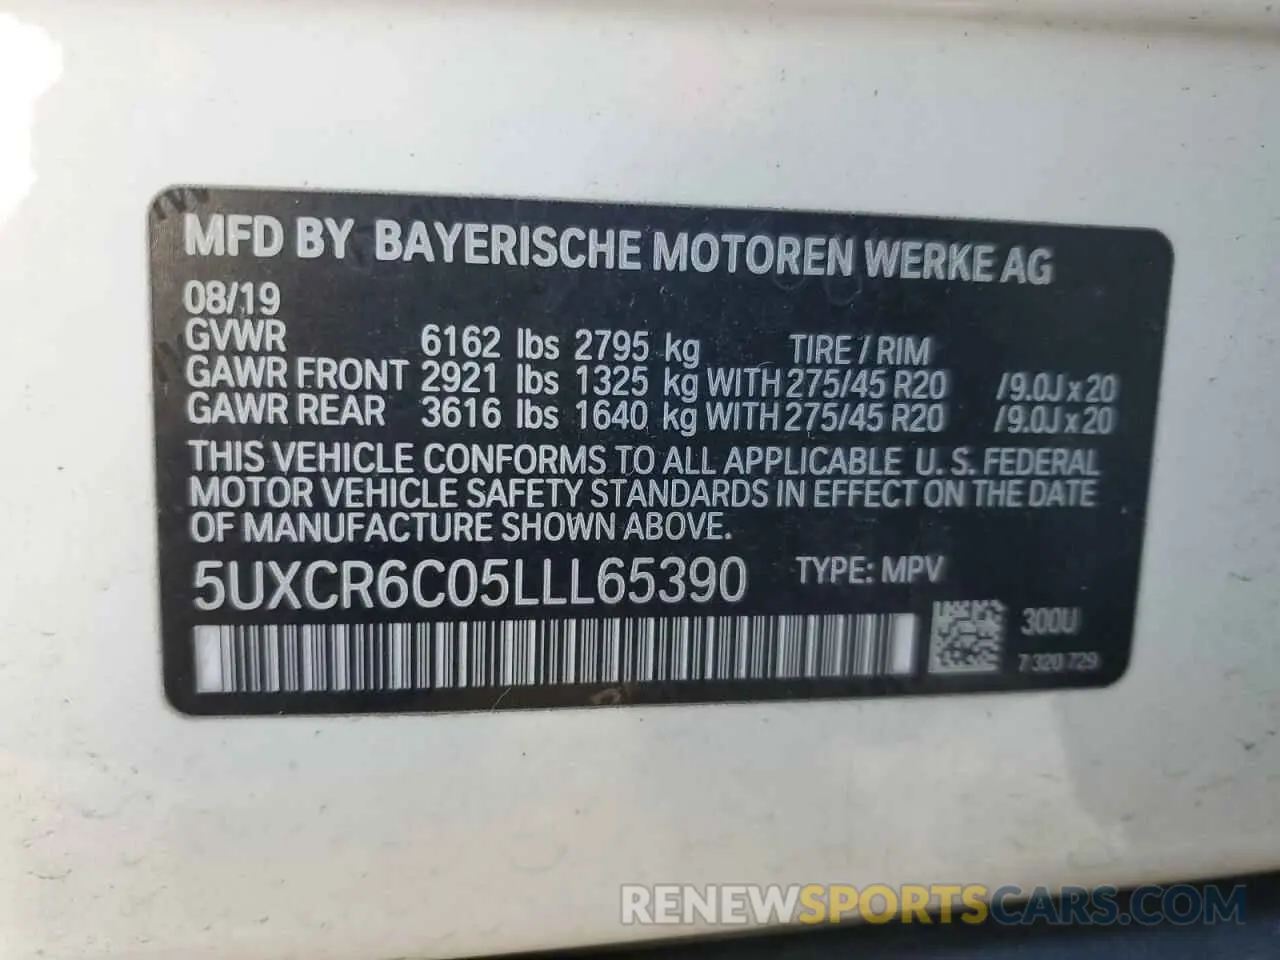 MFD BY BAYERISCHE MOTOREN WERKE AG
08/19
GVWR 6162 lbs 2795 kg TIRE / RIM
GAWR FRONT 2921 lbs 1325 kg WITH 275/45 R20 /9.0J x 20
GAWR REAR 3616 lbs 1640 kg WITH 275/45 R20 /9.0J x 20
THIS VEHICLE CONFORMS TO ALL APPLICABLE U. S. FEDERAL
MOTOR VEHICLE SAFETY STANDARDS IN EFFECT ON THE DATE
OF MANUFACTURE SHOWN ABOVE.
5UXCR6C05LLL65390 TYPE: MPV
300U
7 320 729
RENEWSPORTSCARS.COM